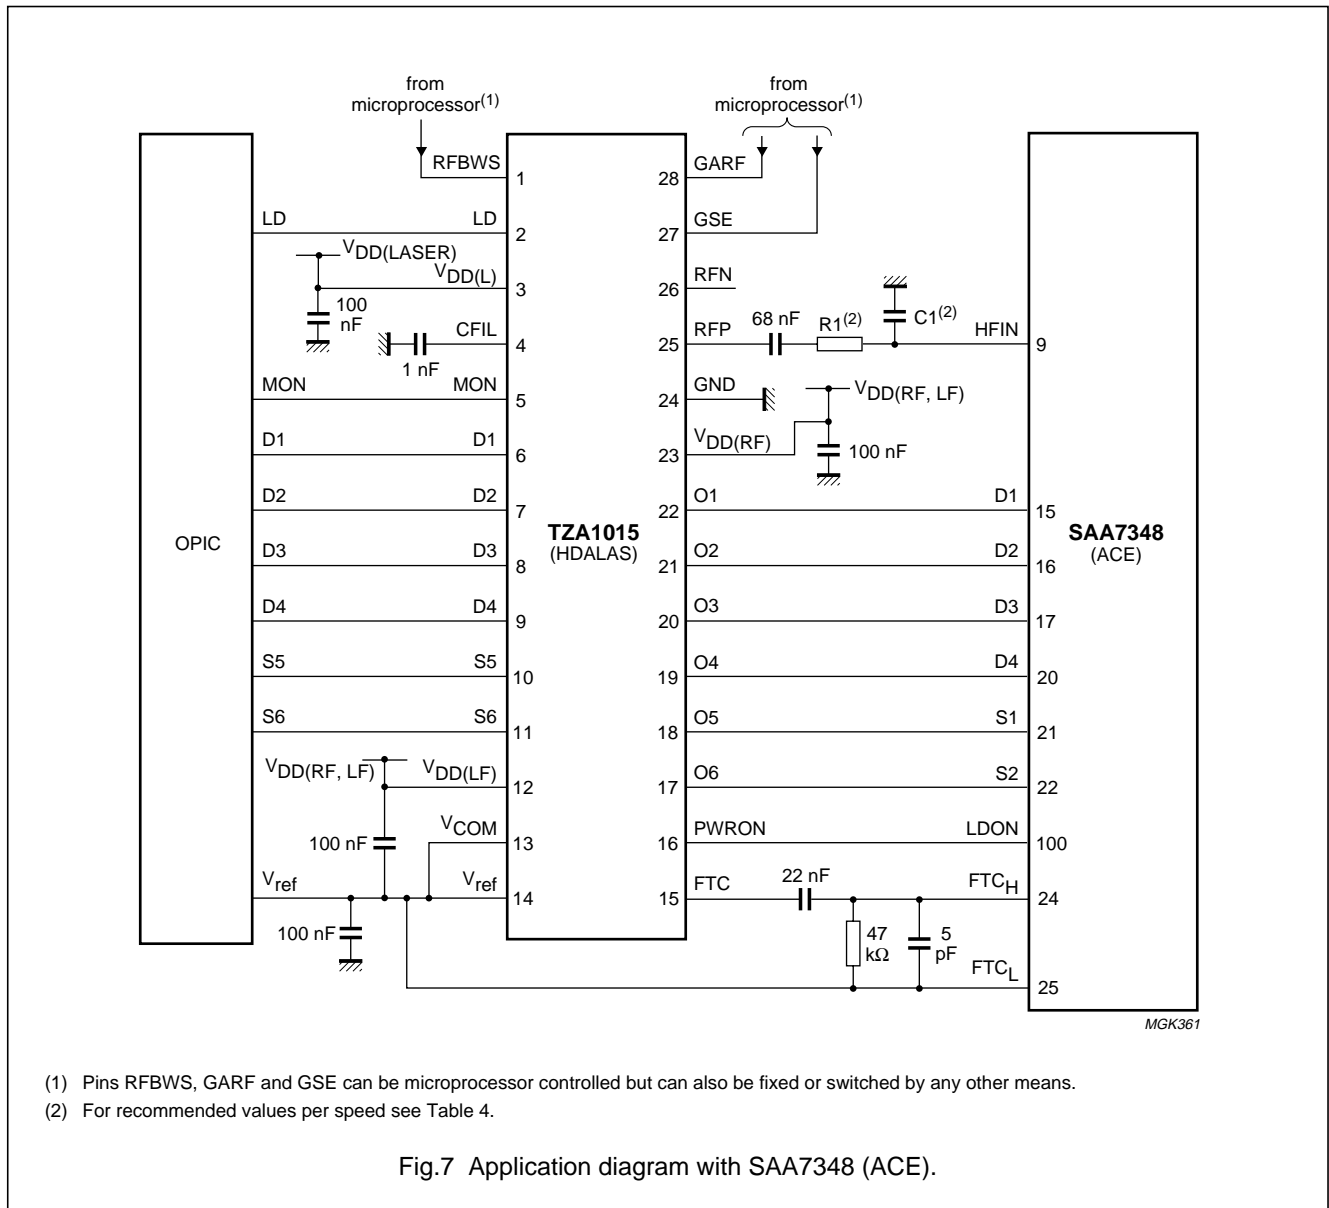 from
microprocessor(1)
from
microprocessor(1)
RFBWS
1
28
GARF
LD
LD
2
27
GSE
VDD(LASER)
VDD(L)
3
26
RFN
100
nF
CFIL
4
1 nF
25
RFP
68 nF
R1(2)
C1(2)
HFIN
9
MON
MON
5
24
GND
VDD(RF, LF)
D1
D1
6
23
VDD(RF)
100 nF
D2
D2
7
22
O1
D1
15
OPIC
TZA1015
(HDALAS)
SAA7348
(ACE)
D3
D3
8
21
O2
D2
16
D4
D4
9
20
O3
D3
17
S5
S5
10
19
O4
D4
20
S6
S6
11
18
O5
S1
21
VDD(RF, LF)
VDD(LF)
12
17
O6
S2
22
100 nF
VCOM
13
16
PWRON
LDON
100
Vref
Vref
14
15
FTC
22 nF
FTCH
24
100 nF
47
kΩ
5
pF
FTCL
25
MGK361
(1) Pins RFBWS, GARF and GSE can be microprocessor controlled but can also be fixed or switched by any other means.
(2) For recommended values per speed see Table 4.
Fig.7 Application diagram with SAA7348 (ACE).